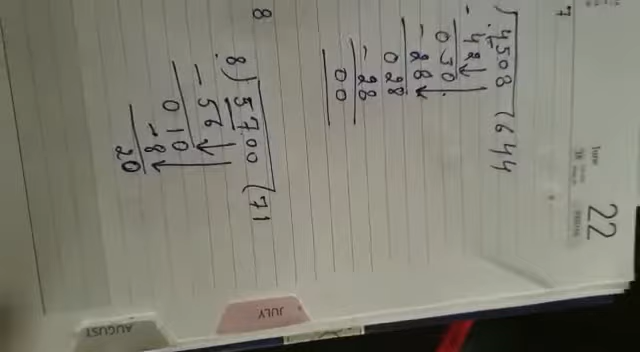 June
22
7
) 4508 ( 644
- 42↓
030
- 28↓
028
- 28
00
8
8 ) 5700 ( 71
- 56↓
010
- 8↓
20
JULY
AUGUST